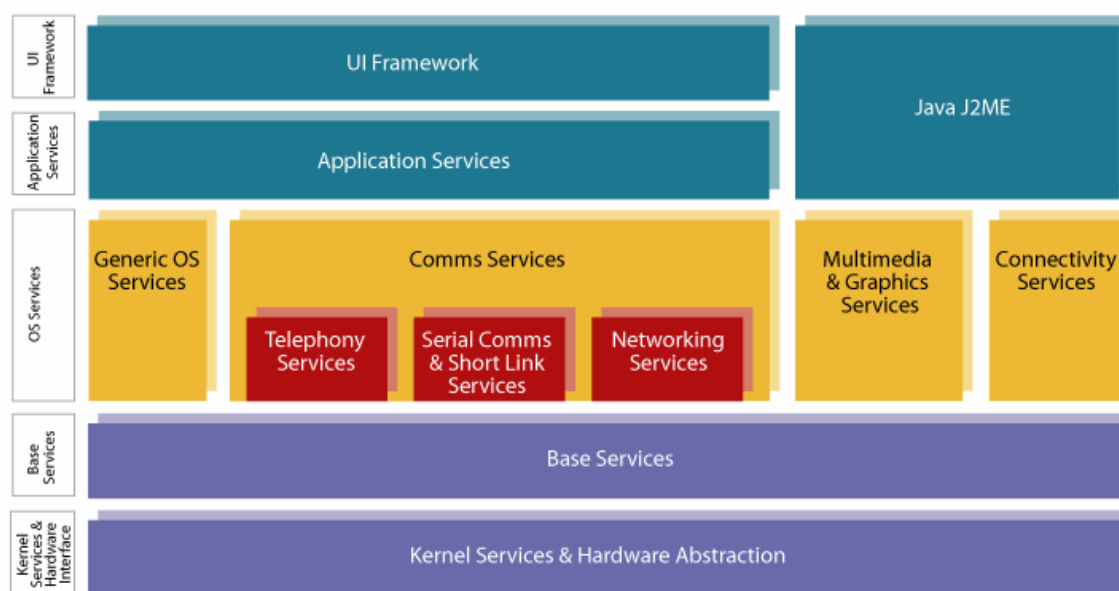 UI
Framework
UI Framework
Java J2ME
Application
Services
Application Services
OS Services
Generic OS
Services
Comms Services
Telephony
Services
Serial Comms
& Short Link
Services
Networking
Services
Multimedia
& Graphics
Services
Connectivity
Services
Base
Services
Base Services
Kernel
Services &
Hardware
Interface
Kernel Services & Hardware Abstraction